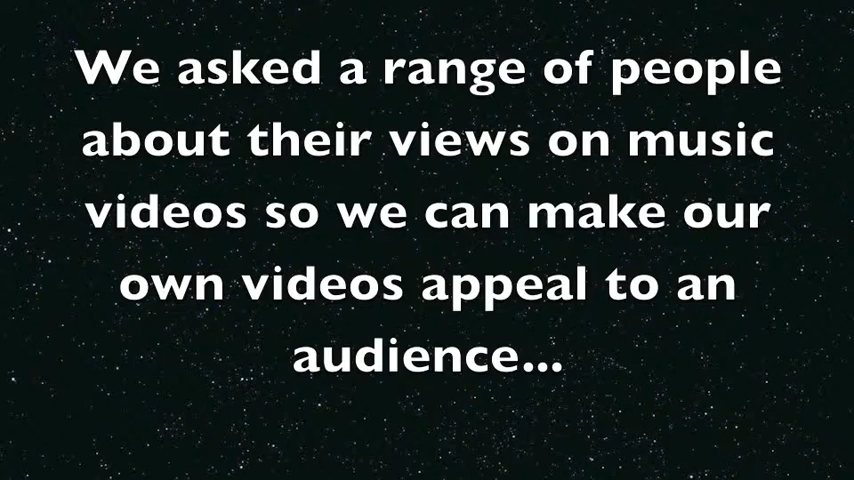 We asked a range of people
about their views on music
videos so we can make our
own videos appeal to an
audience...